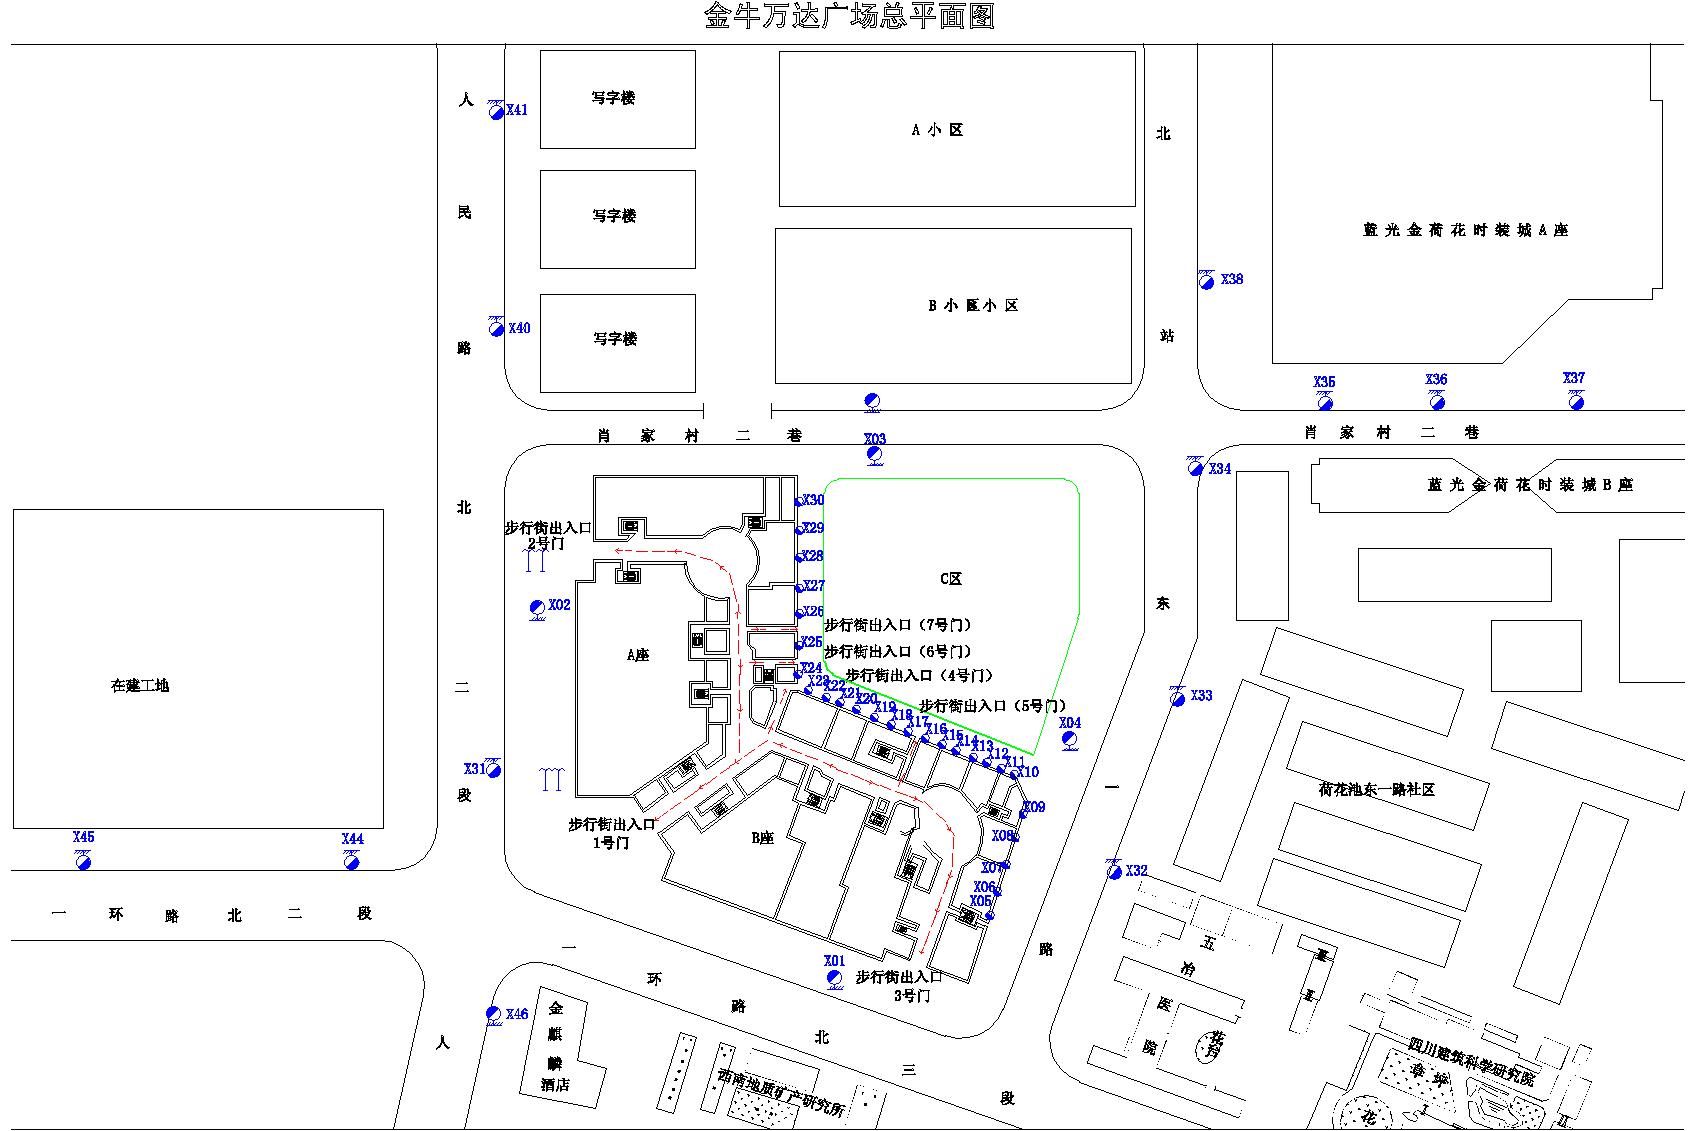 金牛万达广场总平面图
人民路北二段
X41
写字楼
A 小 区
北站东一路
写字楼
蓝光金荷花时装城A座
X38
B 小 区 小 区
X40
写字楼
X35
X36
X37
肖家村二巷
X03
肖家村二巷
X34
蓝光金荷花时装城B座
X30
步行街出入口
2号门
X29
X28
C区
X27
X02
X26
步行街出入口（7号门）
X25
步行街出入口（6号门）
A座
X24
步行街出入口（4号门）
在建工地
X23
X22
X21
X20
步行街出入口（5号门）
X33
X19
X18
X17
X04
X16
X15
X14
X13
X12
X11
X10
X31
荷花池东一路社区
X09
步行街出入口
1号门
B座
X08
X45
X44
X07
X32
X06
X05
一环路北二段
一环路北三段
X01
步行街出入口
3号门
五冶医院
X46
金麒麟
酒店
人
花台
四川建筑科学研究院
草坪
西南地质矿产研究所
花